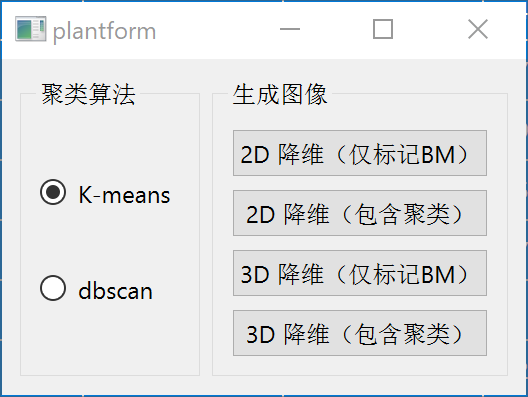 plantform
聚类算法
K-means
dbscan
生成图像
2D 降维（仅标记BM）
2D 降维（包含聚类）
3D 降维（仅标记BM）
3D 降维（包含聚类）